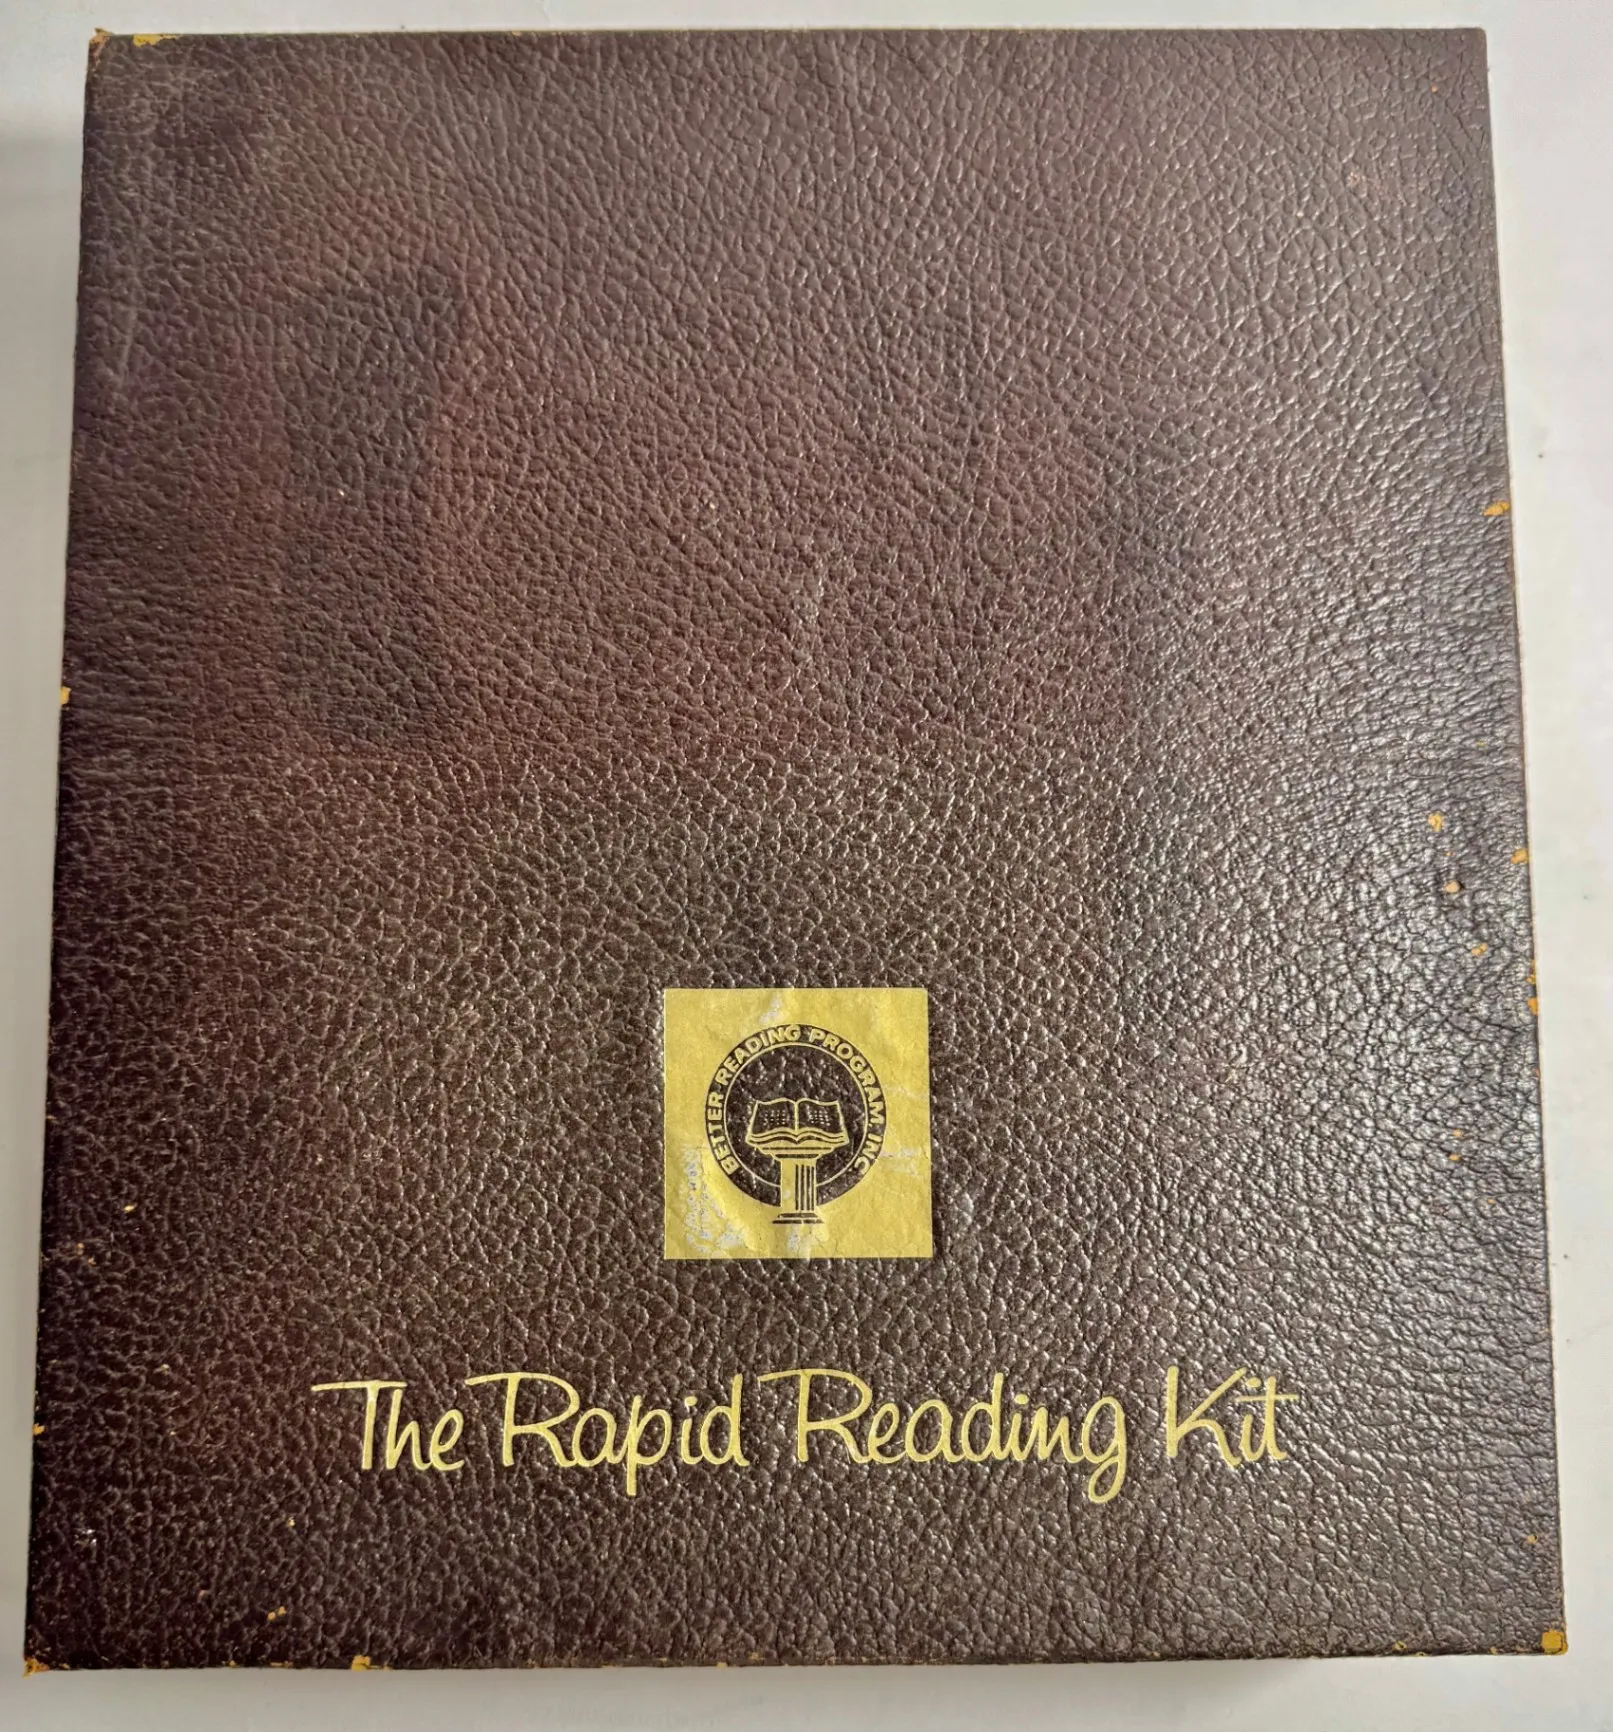 BETTER READING PROGRAM INC
The Rapid Reading Kit